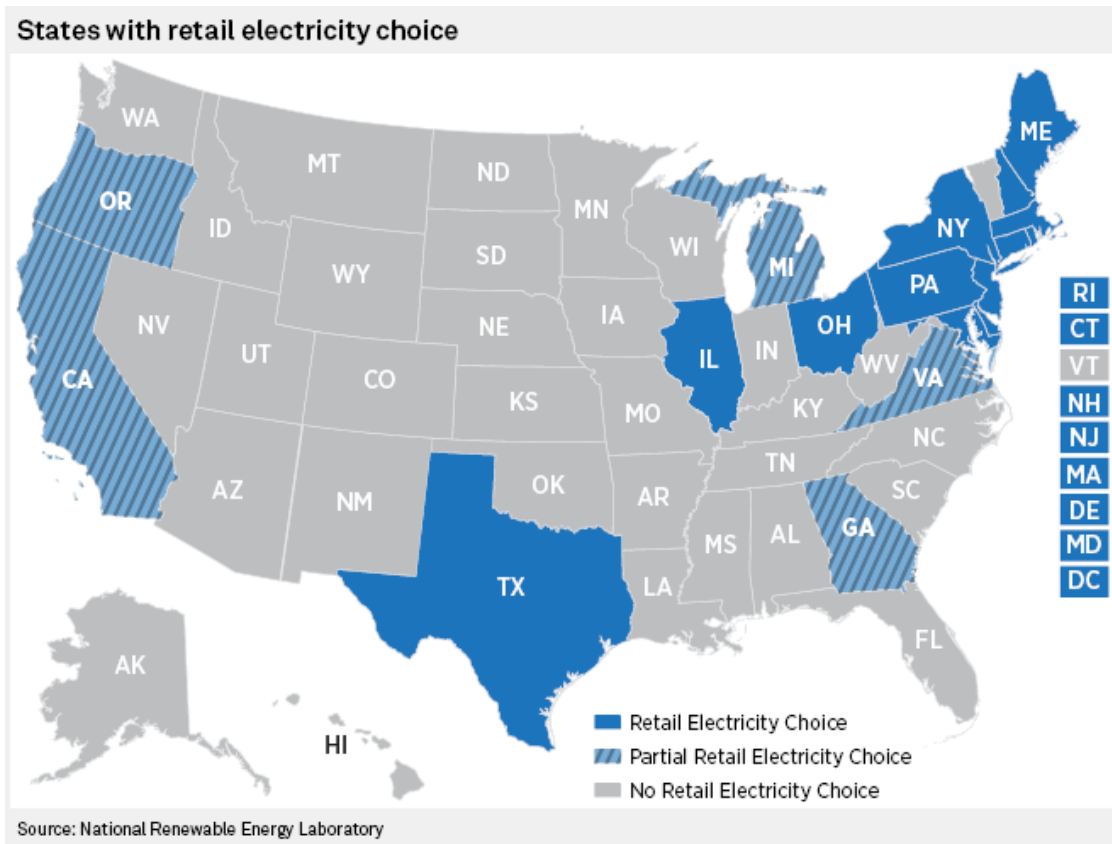 States with retail electricity choice
WA
MT
ND
MN
ME
OR
ID
SD
WI
NY
WY
MI
PA
RI
NV
NE
IA
OH
CT
UT
IL
IN
VT
CA
CO
WV
VA
KS
MO
KY
NH
NC
NJ
TN
AZ
OK
AR
SC
MA
NM
GA
DE
MS
AL
MD
TX
LA
DC
FL
AK
HI
Retail Electricity Choice
Partial Retail Electricity Choice
No Retail Electricity Choice
Source: National Renewable Energy Laboratory